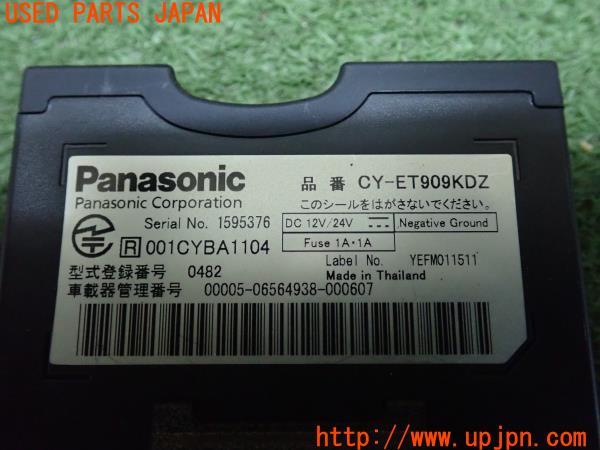 USED PARTS JAPAN
Panasonic
品番 CY-ET909KDZ
Panasonic Corporation
このシールをはがさないでください。
Serial No. 1595376
DC 12V/24V
Negative Ground
Fuse 1A・1A
R 001CYBA1104
Label No. YEFM011511
型式登録番号 0482
Made in Thailand
車載器管理番号 00005-06564938-000607
http://www.upjpn.com